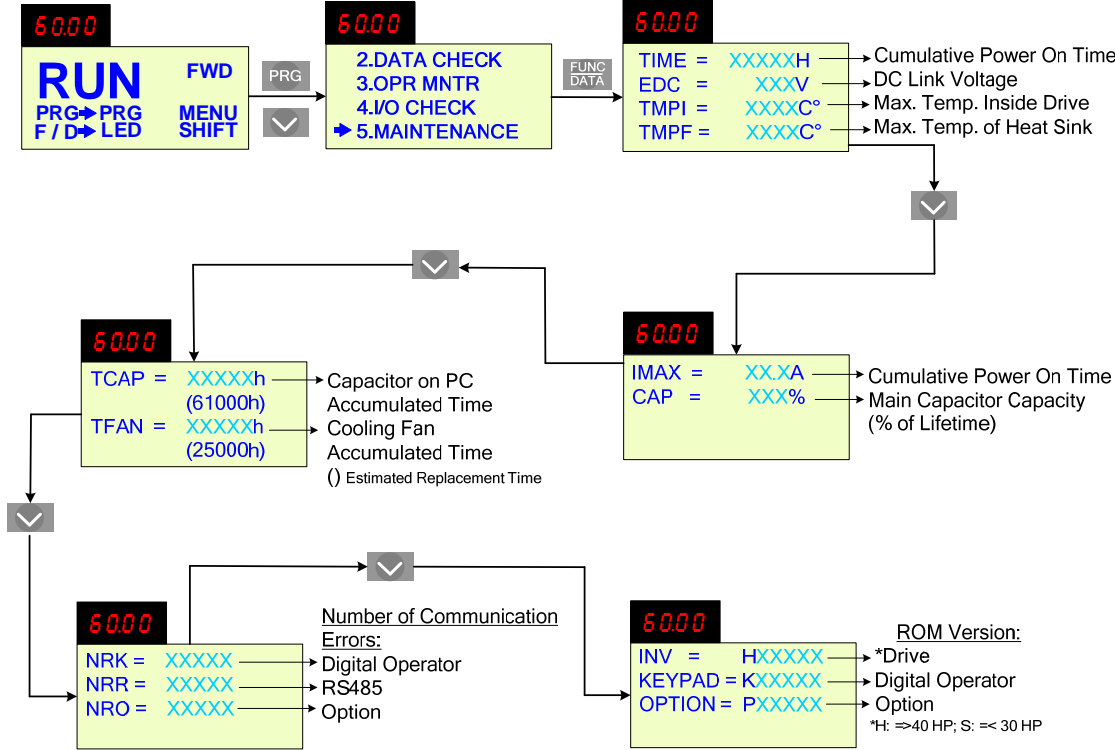 60.00
RUN FWD
PRG➔PRG MENU
F / D➔LED SHIFT
PRG
60.00
2.DATA CHECK
3.OPR MNTR
4.I/O CHECK
➔5.MAINTENANCE
FUNC
DATA
60.00
TIME = XXXXXH Cumulative Power On Time
EDC = XXXV DC Link Voltage
TMPI = XXXXC° Max. Temp. Inside Drive
TMPF = XXXXC° Max. Temp. of Heat Sink
60.00
IMAX = XX.XA Cumulative Power On Time
CAP = XXX% Main Capacitor Capacity
(% of Lifetime)
60.00
TCAP = XXXXXh Capacitor on PC
(61000h) Accumulated Time
TFAN = XXXXXh Cooling Fan
(25000h) Accumulated Time
() Estimated Replacement Time
60.00
Number of Communication
Errors:
NRK = XXXXX Digital Operator
NRR = XXXXX RS485
NRO = XXXXX Option
60.00
ROM Version:
INV = HXXXXX *Drive
KEYPAD = KXXXXX Digital Operator
OPTION = PXXXXX Option
*H: =>40 HP; S: =< 30 HP